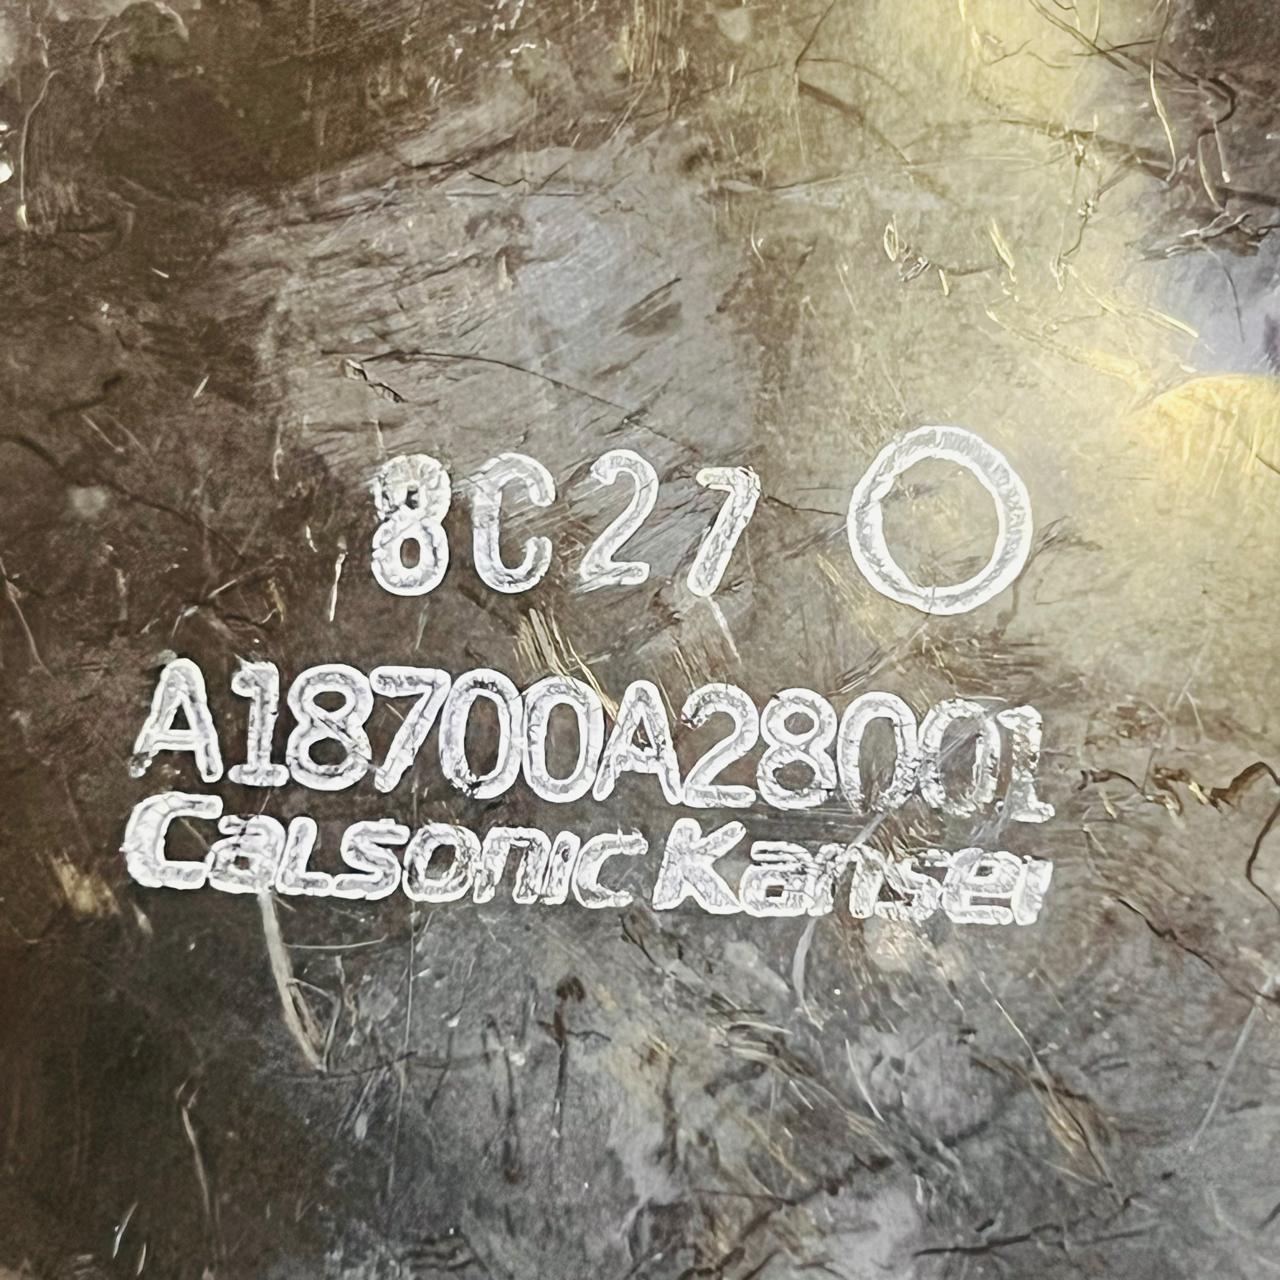 8C27 O
A18700A28001
Calsonic Kansei